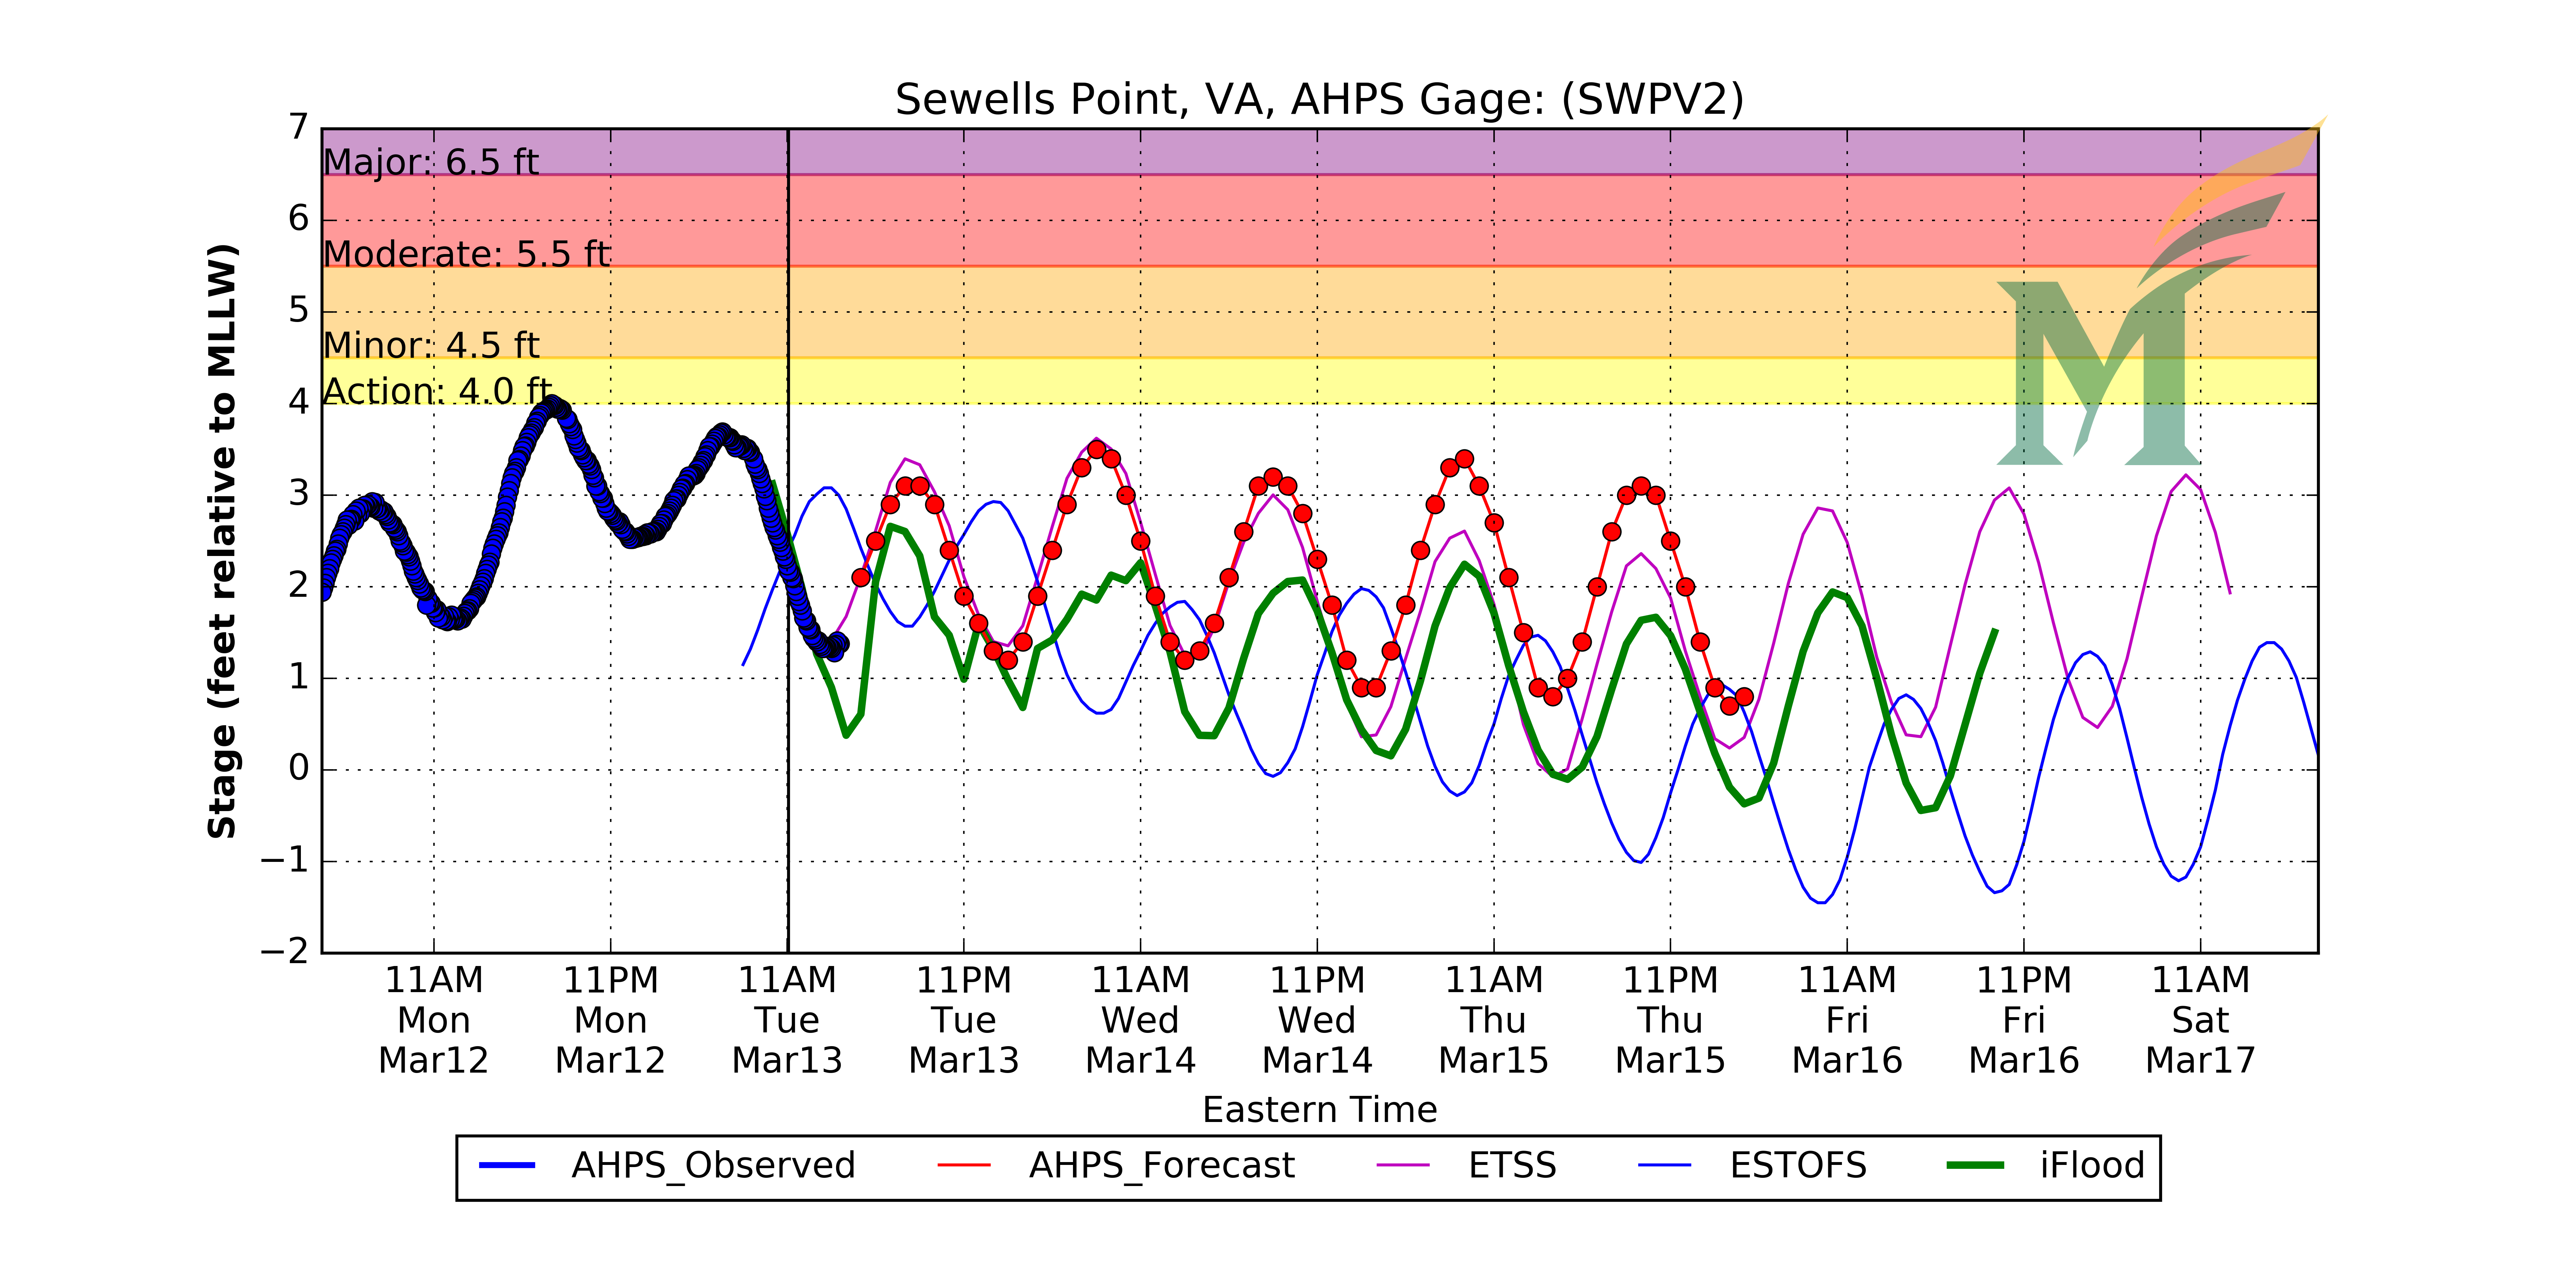 Sewells Point, VA, AHPS Gage: (SWPV2)
7
Major: 6.5 ft
6
Moderate: 5.5 ft
5
Minor: 4.5 ft
Action: 4.0 ft
4
3
2
1
0
−1
−2
Stage (feet relative to MLLW)
11AM 11PM 11AM 11PM 11AM 11PM 11AM 11PM 11AM 11PM 11AM
Mon Mon Tue Tue Wed Wed Thu Thu Fri Fri Sat
Mar12 Mar12 Mar13 Mar13 Mar14 Mar14 Mar15 Mar15 Mar16 Mar16 Mar17
Eastern Time
AHPS_Observed AHPS_Forecast ETSS ESTOFS iFlood
M